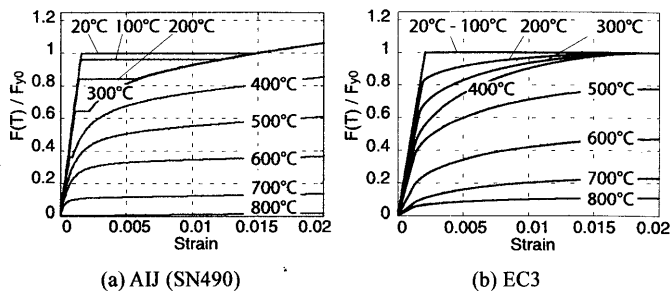 1.2
1
0.8
0.6
0.4
0.2
0
F(T) / Fy0
20°C
100°C
200°C
300°C
400°C
500°C
600°C
700°C
800°C
0.005
0.01
0.015
0.02
Strain
(a) AIJ (SN490)
1.2
1
0.8
0.6
0.4
0.2
0
F(T) / Fy0
20°C - 100°C
200°C
300°C
400°C
500°C
600°C
700°C
800°C
0.005
0.01
0.015
0.02
Strain
(b) EC3